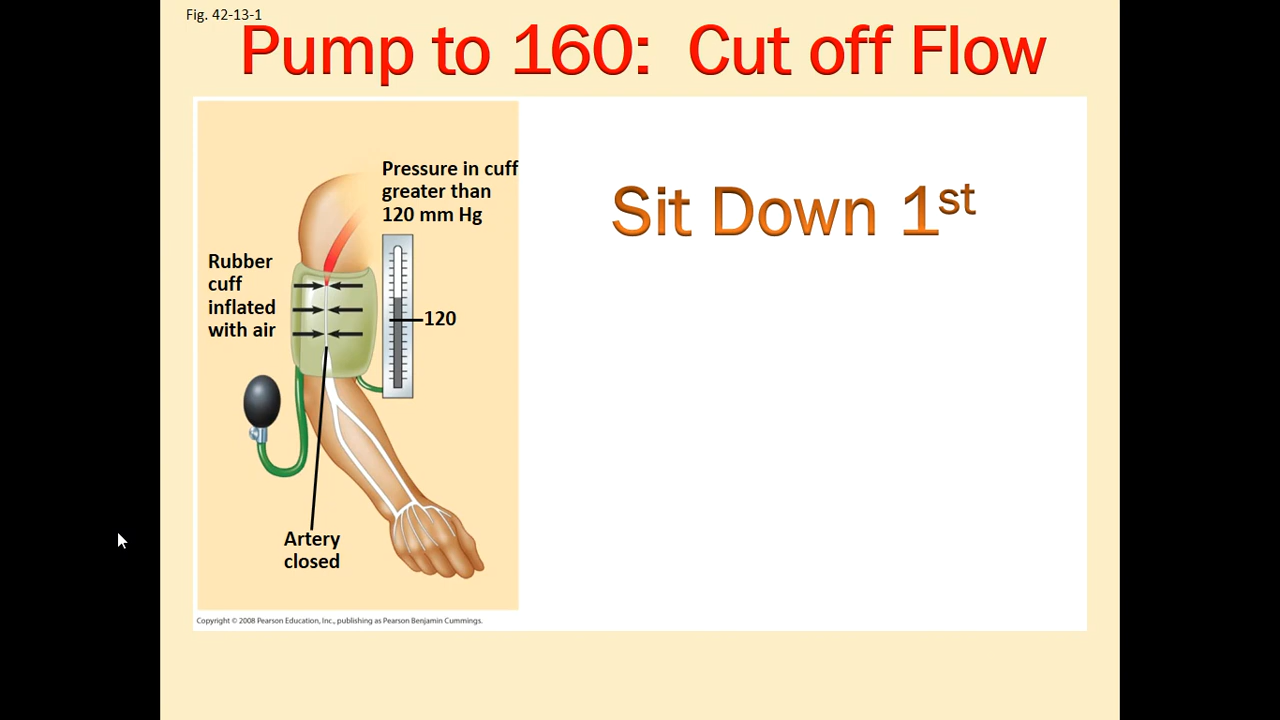 Fig. 42-13-1
Pump to 160:  Cut off Flow
Pressure in cuff
greater than
120 mm Hg
Sit Down 1st
Rubber
cuff
inflated
with air
120
Artery
closed
Copyright © 2008 Pearson Education, Inc., publishing as Pearson Benjamin Cummings.